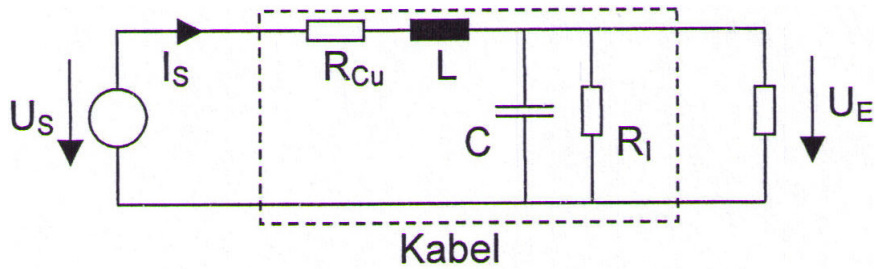 I_S
R_Cu
L
U_S
C
R_I
U_E
Kabel